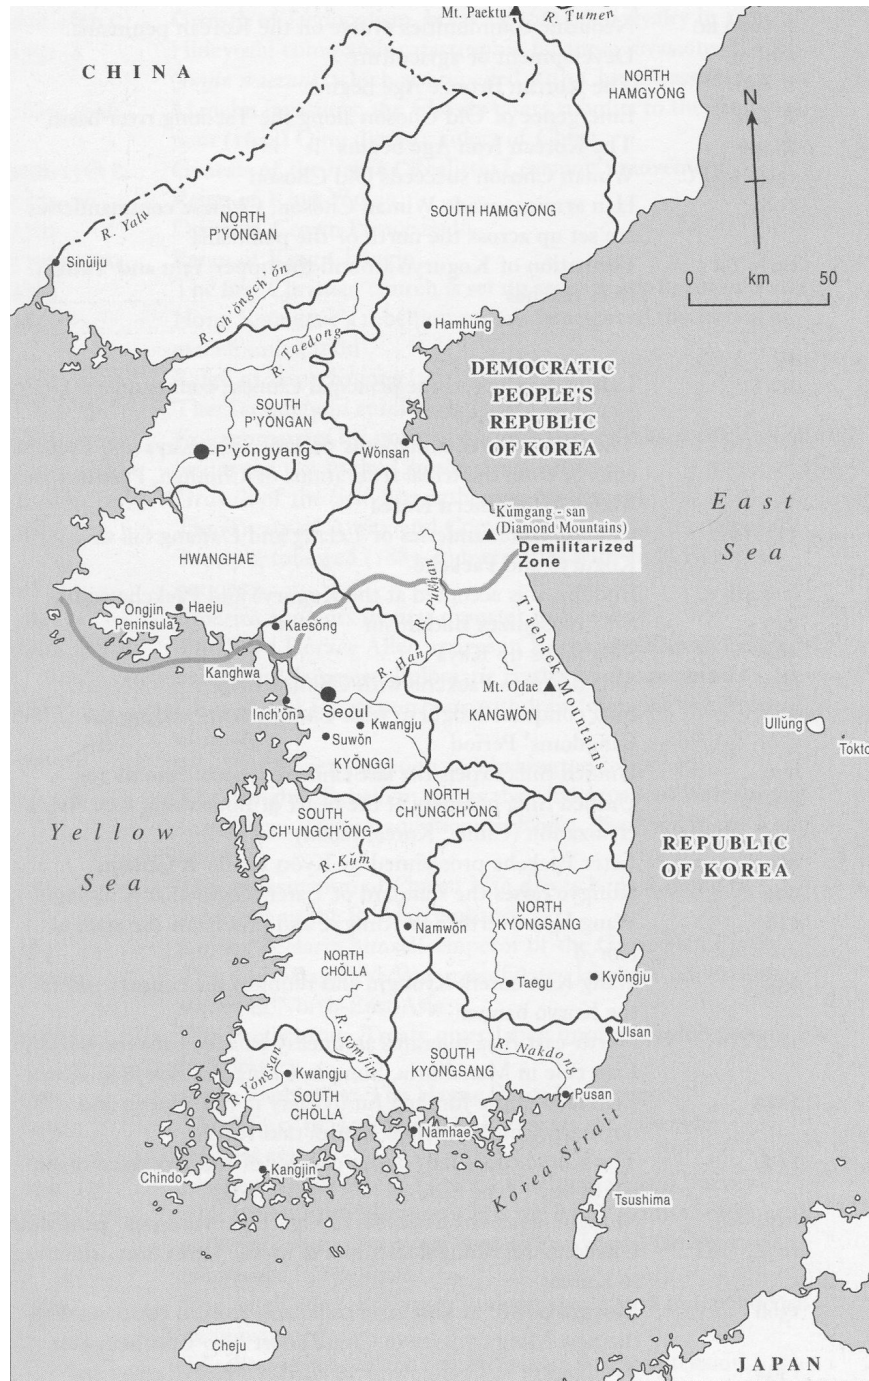 Mt. Paektu
R. Tumen
CHINA
NORTH
HAMGYŎNG
N
R. Yalu
NORTH
P'YŎNGAN
SOUTH HAMGYŎNG
Sinŭiju
0
50
km
R. Ch'ŏngch'ŏn
Hamhŭng
R. Taedong
DEMOCRATIC
PEOPLE'S
REPUBLIC
OF KOREA
SOUTH
P'YŎNGAN
P'yŏngyang
Wŏnsan
East
Sea
Kŭmgang - san
(Diamond Mountains)
Demilitarized
Zone
HWANGHAE
R. Pukhan
Ongjin
Peninsula
Haeju
Kaesŏng
T'aebaek Mountains
Kanghwa
R. Han
Mt. Odae
Inch'ŏn
Seoul
Kwangju
KANGWŎN
Ullŭng
Tokto
Suwŏn
KYŎNGGI
SOUTH
CH'UNGCH'ŎNG
NORTH
CH'UNGCH'ŎNG
Yellow
Sea
REPUBLIC
OF KOREA
R. Kŭm
NORTH
KYŎNGSANG
Namwŏn
NORTH
CHŎLLA
Taegu
Kyŏngju
Ulsan
R. Sŏmjin
SOUTH
KYŎNGSANG
R. Nakdong
R. Yŏngsan
Kwangju
SOUTH
CHŎLLA
Pusan
Namhae
Korea Strait
Chindo
Kangjin
Tsushima
Cheju
JAPAN